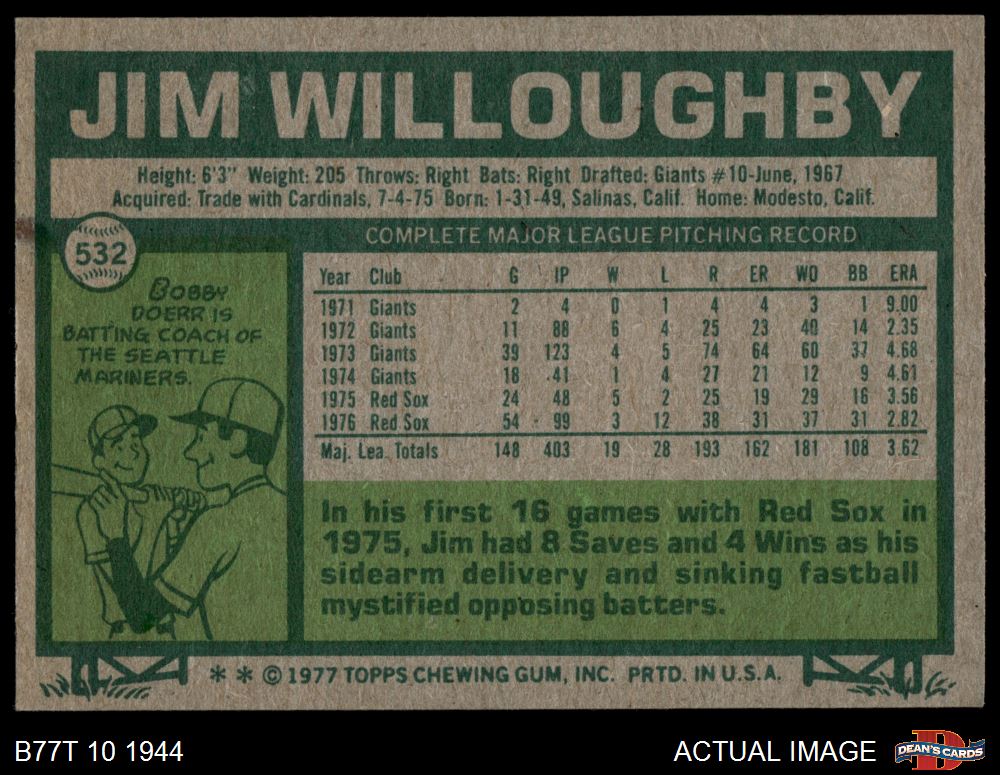 JIM WILLOUGHBY
Height: 6'3" Weight: 205 Throws: Right Bats: Right Drafted: Giants #10-June, 1967
Acquired: Trade with Cardinals, 7-4-75 Born: 1-31-49, Salinas, Calif. Home: Modesto, Calif.
532
BOBBY
DOERR IS
BATTING COACH OF
THE SEATTLE
MARINERS.
COMPLETE MAJOR LEAGUE PITCHING RECORD
Year Club G IP W L R ER WO BB ERA
1971 Giants 2 4 0 1 4 4 3 1 9.00
1972 Giants 11 88 6 4 25 23 40 14 2.35
1973 Giants 39 123 4 5 74 64 60 37 4.68
1974 Giants 18 41 1 4 27 21 12 9 4.61
1975 Red Sox 24 48 5 2 25 19 29 16 3.56
1976 Red Sox 54 99 3 12 38 31 37 31 2.82
Maj. Lea. Totals 148 403 19 28 193 162 181 108 3.62
In his first 16 games with Red Sox in
1975, Jim had 8 Saves and 4 Wins as his
sidearm delivery and sinking fastball
mystified opposing batters.
** © 1977 TOPPS CHEWING GUM, INC. PRTD. IN U.S.A.
B77T 10 1944
ACTUAL IMAGE
D
DEAN'S CARDS